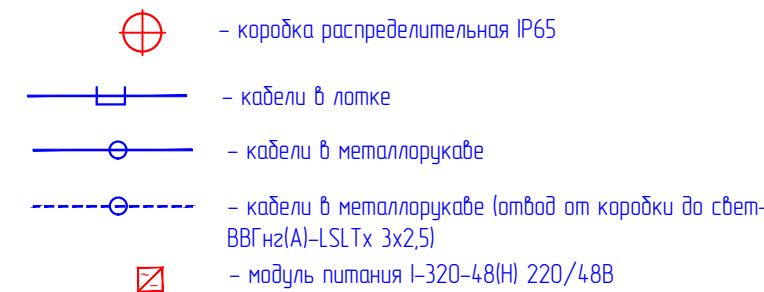 – коробка распределительная IP65
– кабели в лотке
– кабели в металлорукаве
– кабели в металлорукаве (отвод от коробки до свет-
ВВГнг(А)–LSLTx 3х2,5)
– модуль питания I–320–48(Н) 220/48В